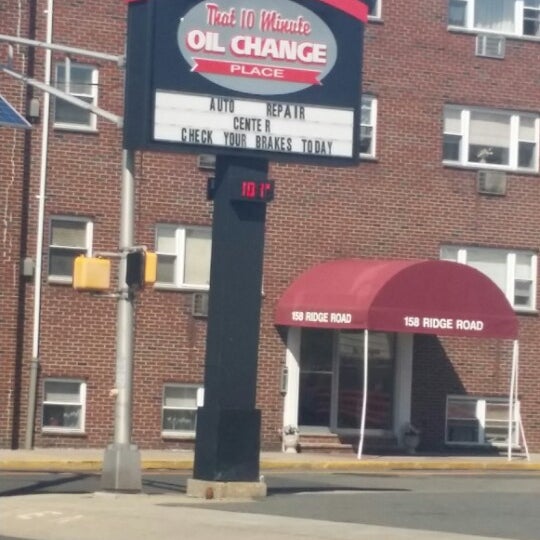 That 10 Minute
OIL CHANGE
PLACE
AUTO REPAIR
CENTER
CHECK YOUR BRAKES TODAY
101°
158 RIDGE ROAD
158 RIDGE ROAD